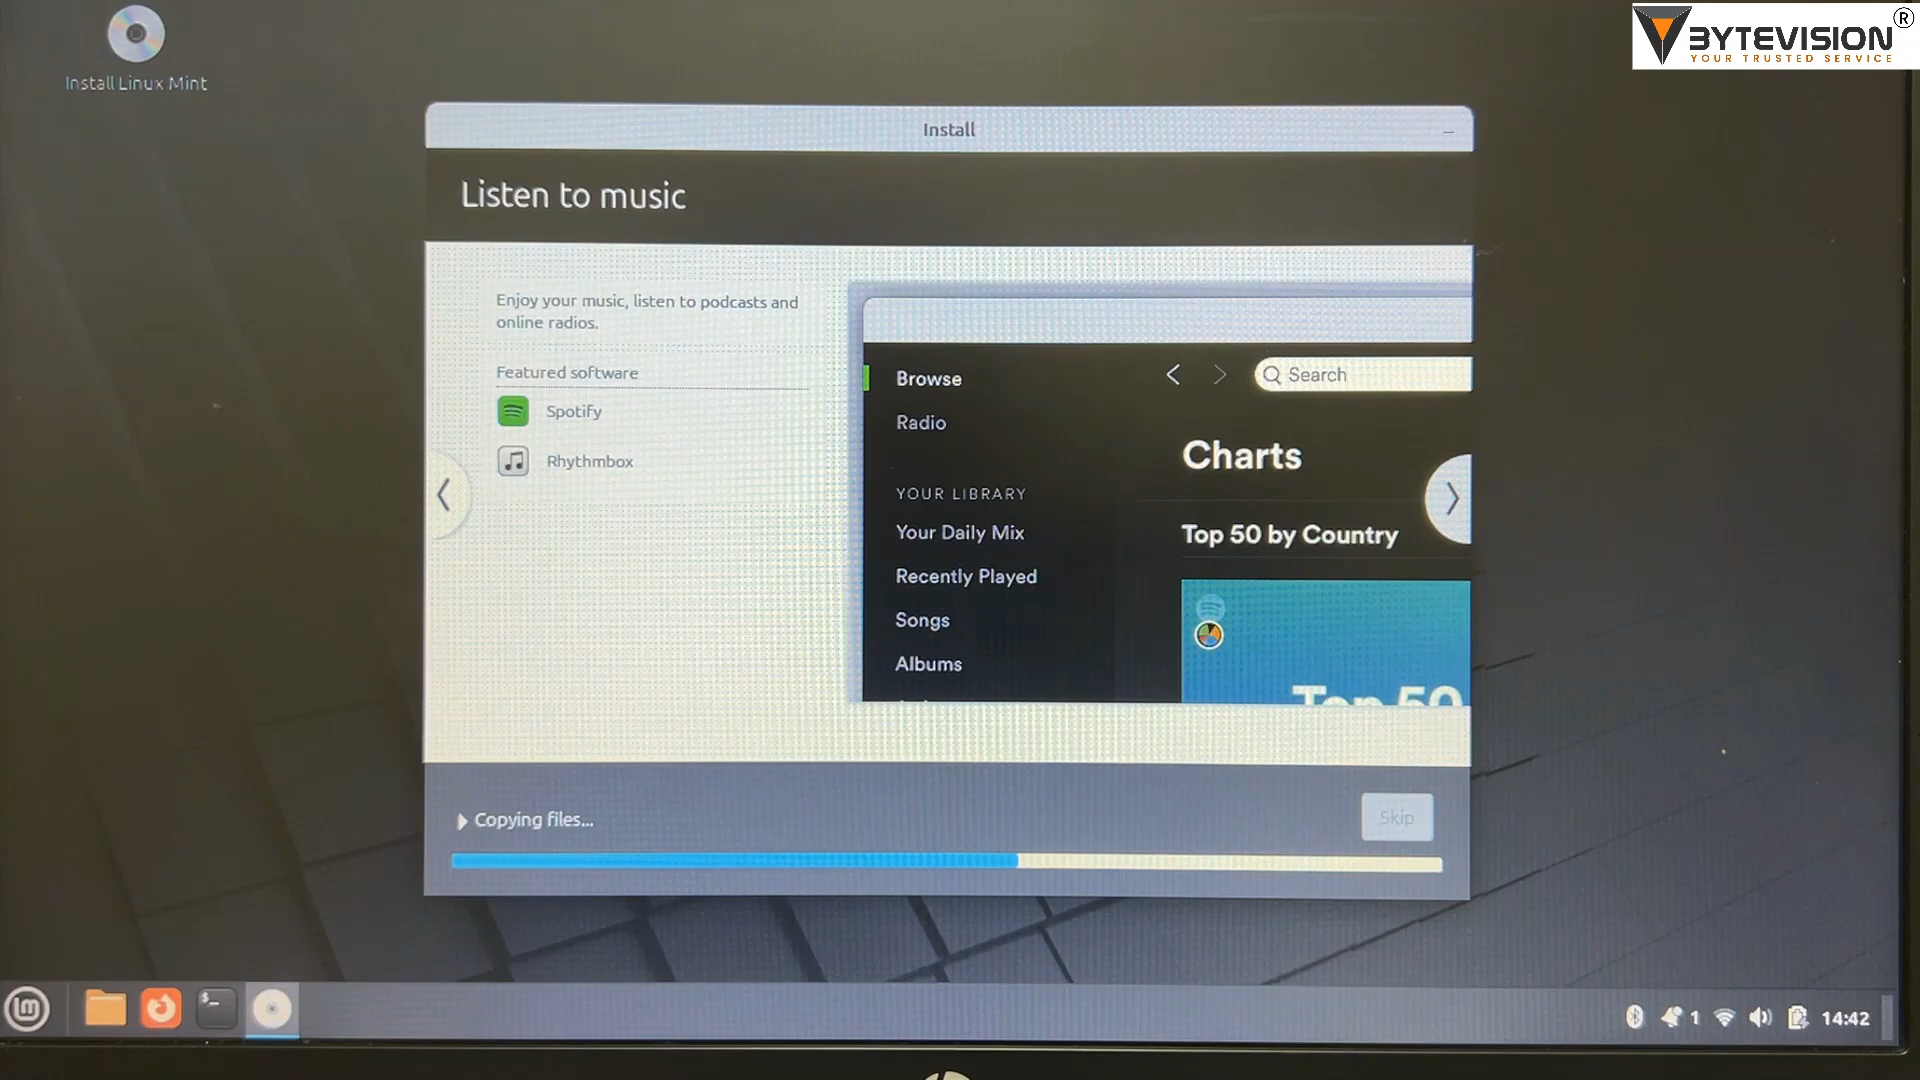 Install Linux Mint
BYTEVISION®
YOUR TRUSTED SERVICE
Install
Listen to music
Enjoy your music, listen to podcasts and
online radios.
Featured software
Spotify
Rhythmbox
Browse
Radio
YOUR LIBRARY
Your Daily Mix
Recently Played
Songs
Albums
Search
Charts
Top 50 by Country
Top 50
Copying files...
Skip
1
14:42